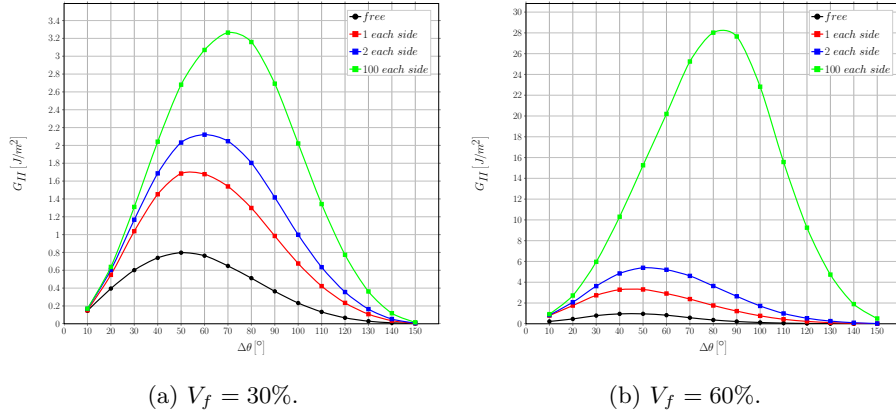 3.4
3.2
3
2.8
2.6
2.4
2.2
2
1.8
1.6
1.4
1.2
1
0.8
0.6
0.4
0.2
0
G_{II} [J/m^2]
0 10 20 30 40 50 60 70 80 90 100 110 120 130 140 150
Δθ[°]
free
1 each side
2 each side
100 each side
(a) V_f = 30%.
30
28
26
24
22
20
18
16
14
12
10
8
6
4
2
0
G_{II} [J/m^2]
0 10 20 30 40 50 60 70 80 90 100 110 120 130 140 150
Δθ[°]
free
1 each side
2 each side
100 each side
(b) V_f = 60%.